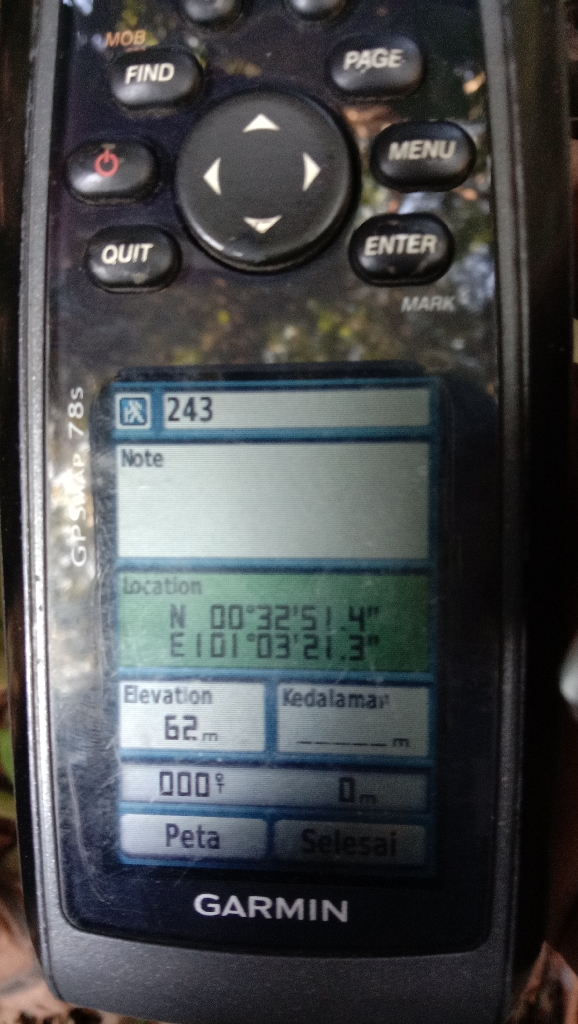 MOB
FIND
PAGE
MENU
QUIT
ENTER
MARK
GPSMAP 78s
243
Note
Location
N 00°32'51.4"
E101°03'21.3"
Elevation
Kedalaman
62m
______m
000°T
0m
Peta
Selesai
GARMIN